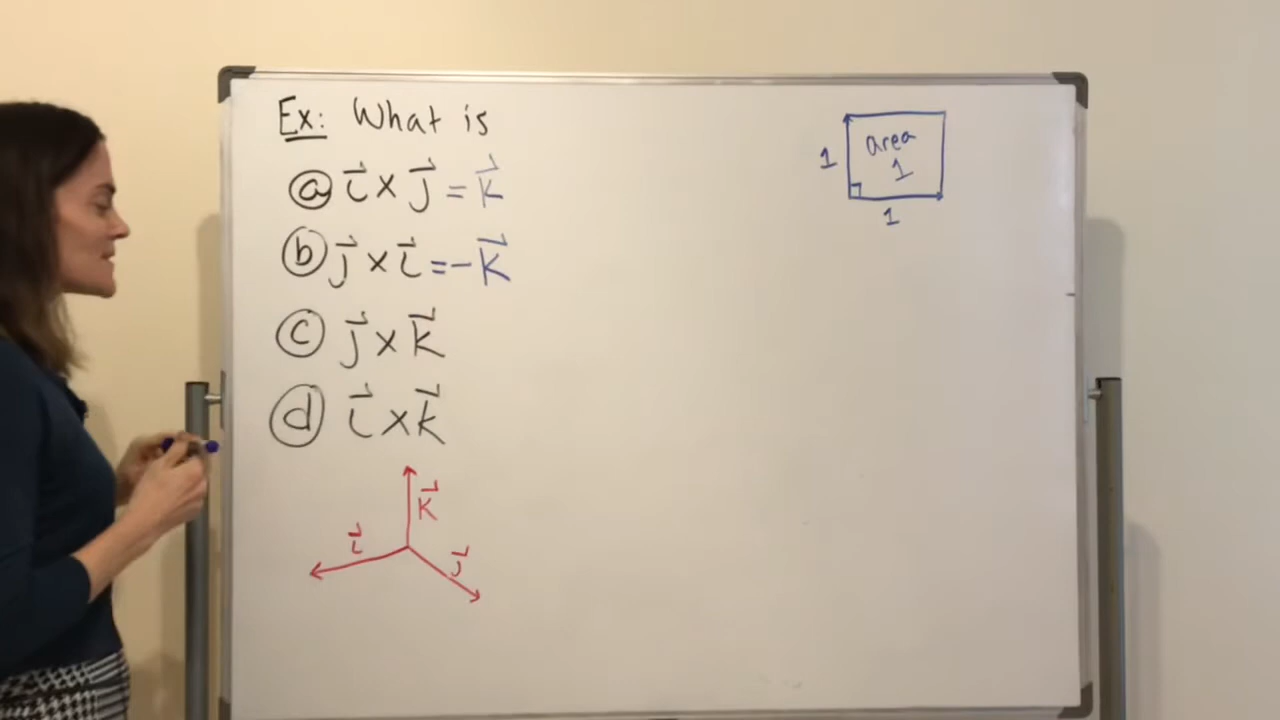 Ex: What is
ⓐ i⃗ × j⃗ = k⃗
ⓑ j⃗ × i⃗ = -k⃗
ⓒ j⃗ × k⃗
ⓓ i⃗ × k⃗
k⃗
i⃗
j⃗
1
area
1
1